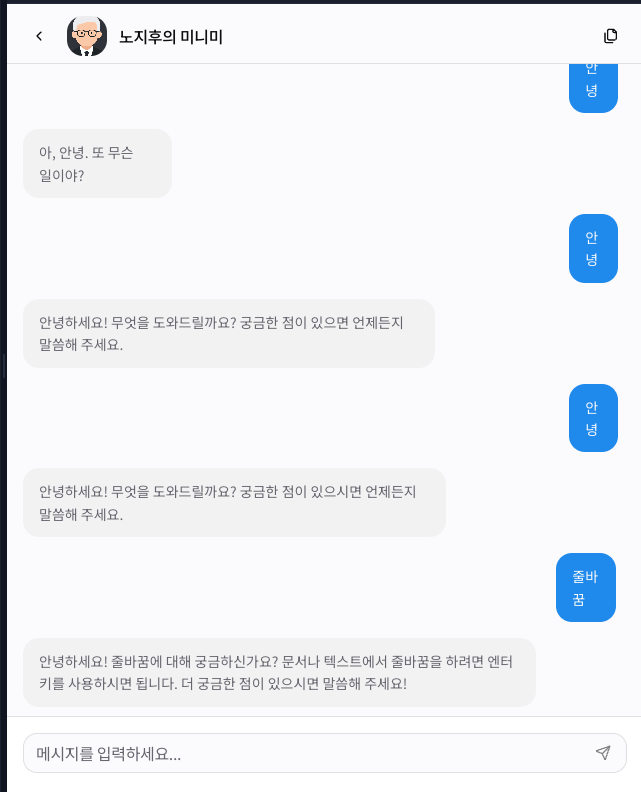 노지후의 미니미
안
녕
아, 안녕. 또 무슨
일이야?
안
녕
안녕하세요! 무엇을 도와드릴까요? 궁금한 점이 있으면 언제든지
말씀해 주세요.
안
녕
안녕하세요! 무엇을 도와드릴까요? 궁금한 점이 있으시면 언제든지
말씀해 주세요.
줄바
꿈
안녕하세요! 줄바꿈에 대해 궁금하신가요? 문서나 텍스트에서 줄바꿈을 하려면 엔터
키를 사용하시면 됩니다. 더 궁금한 점이 있으시면 말씀해 주세요!
메시지를 입력하세요...